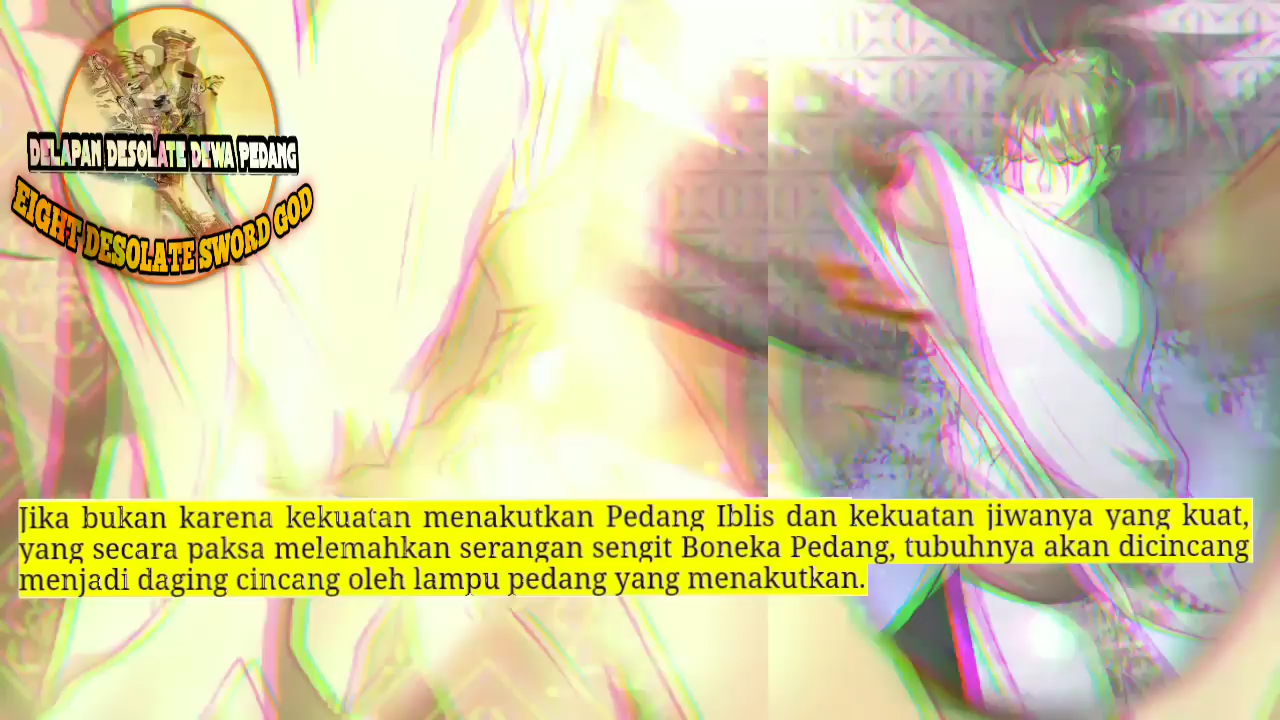 DELAPAN DESOLATE DEWA PEDANG
EIGHT DESOLATE SWORD GOD
Jika bukan karena kekuatan menakutkan Pedang Iblis dan kekuatan jiwanya yang kuat,
yang secara paksa melemahkan serangan sengit Boneka Pedang, tubuhnya akan dicincang
menjadi daging cincang oleh lampu pedang yang menakutkan.